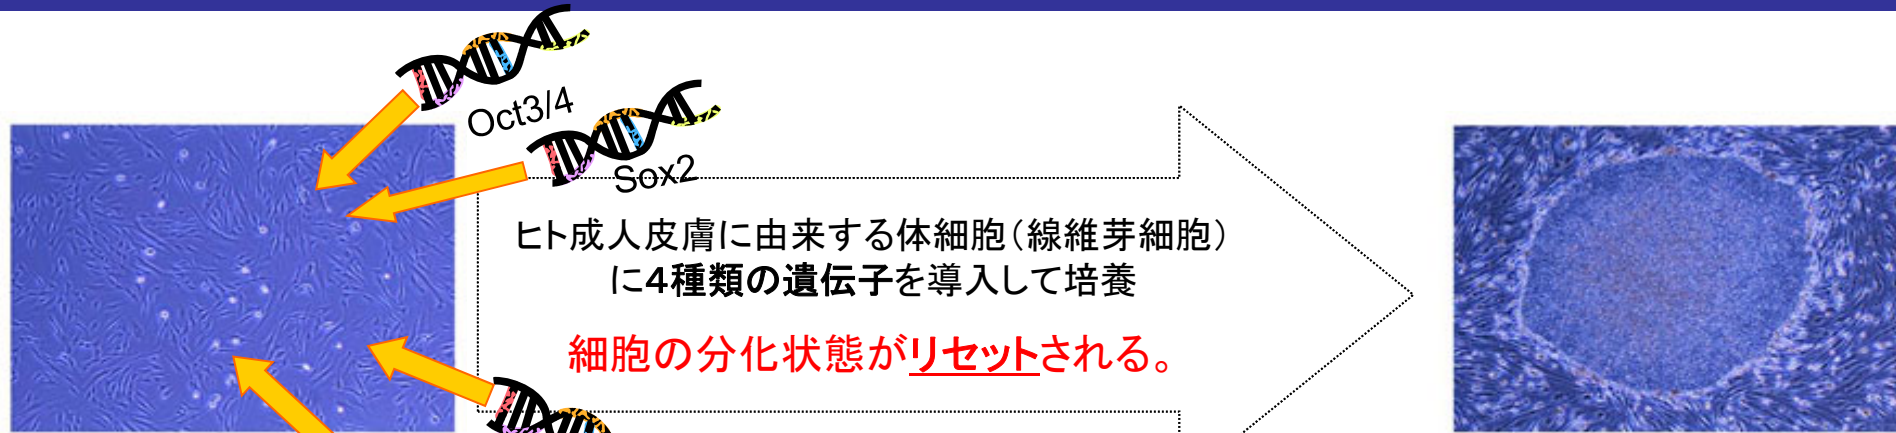 Oct3/4
Sox2
ヒト成人皮膚に由来する体細胞（線維芽細胞）
に4種類の遺伝子を導入して培養
細胞の分化状態がリセットされる。